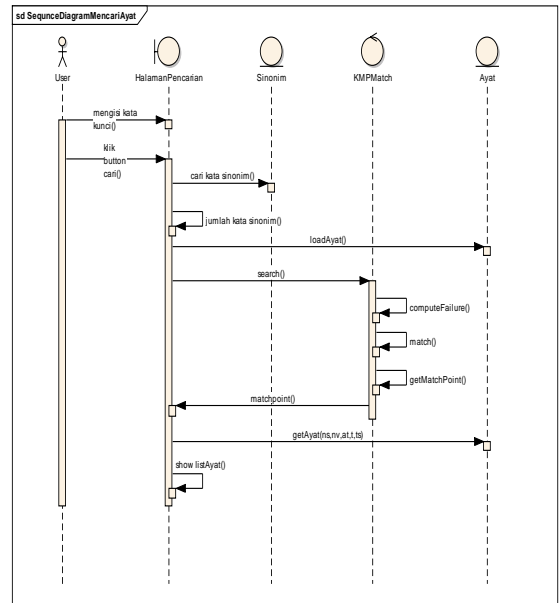 sd SequnceDiagramMencariAyat
User
HalamanPencarian
Sinonim
KMPMatch
Ayat
mengisi kata
kunci()
klik
button
cari()
cari kata sinonim()
jumlah kata sinonim()
loadAyat()
search()
computeFailure()
match()
getMatchPoint()
matchpoint()
getAyat(ns,nv,at,t,ts)
show listAyat()